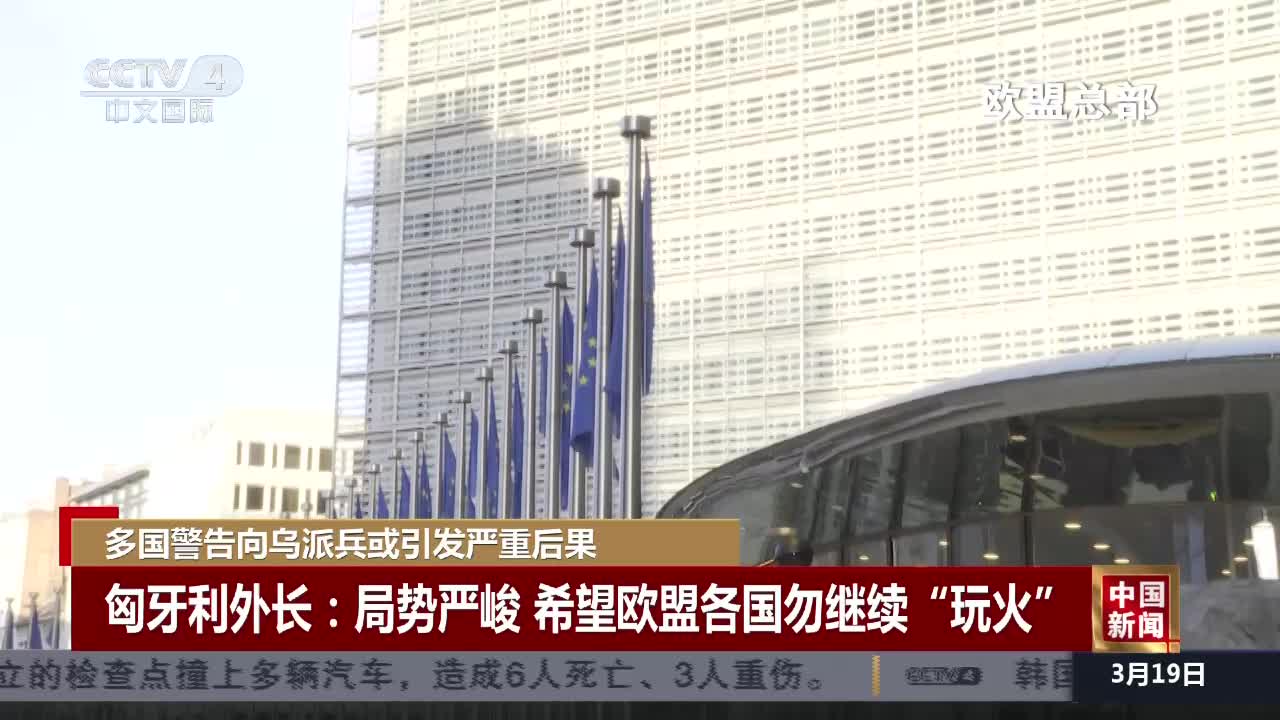 CCTV 4
中文国际
欧盟总部
多国警告向乌派兵或引发严重后果
匈牙利外长：局势严峻 希望欧盟各国勿继续“玩火”
中国
新闻
立的检查点撞上多辆汽车，造成6人死亡、3人重伤。 CCTV 4 韩国
3月19日